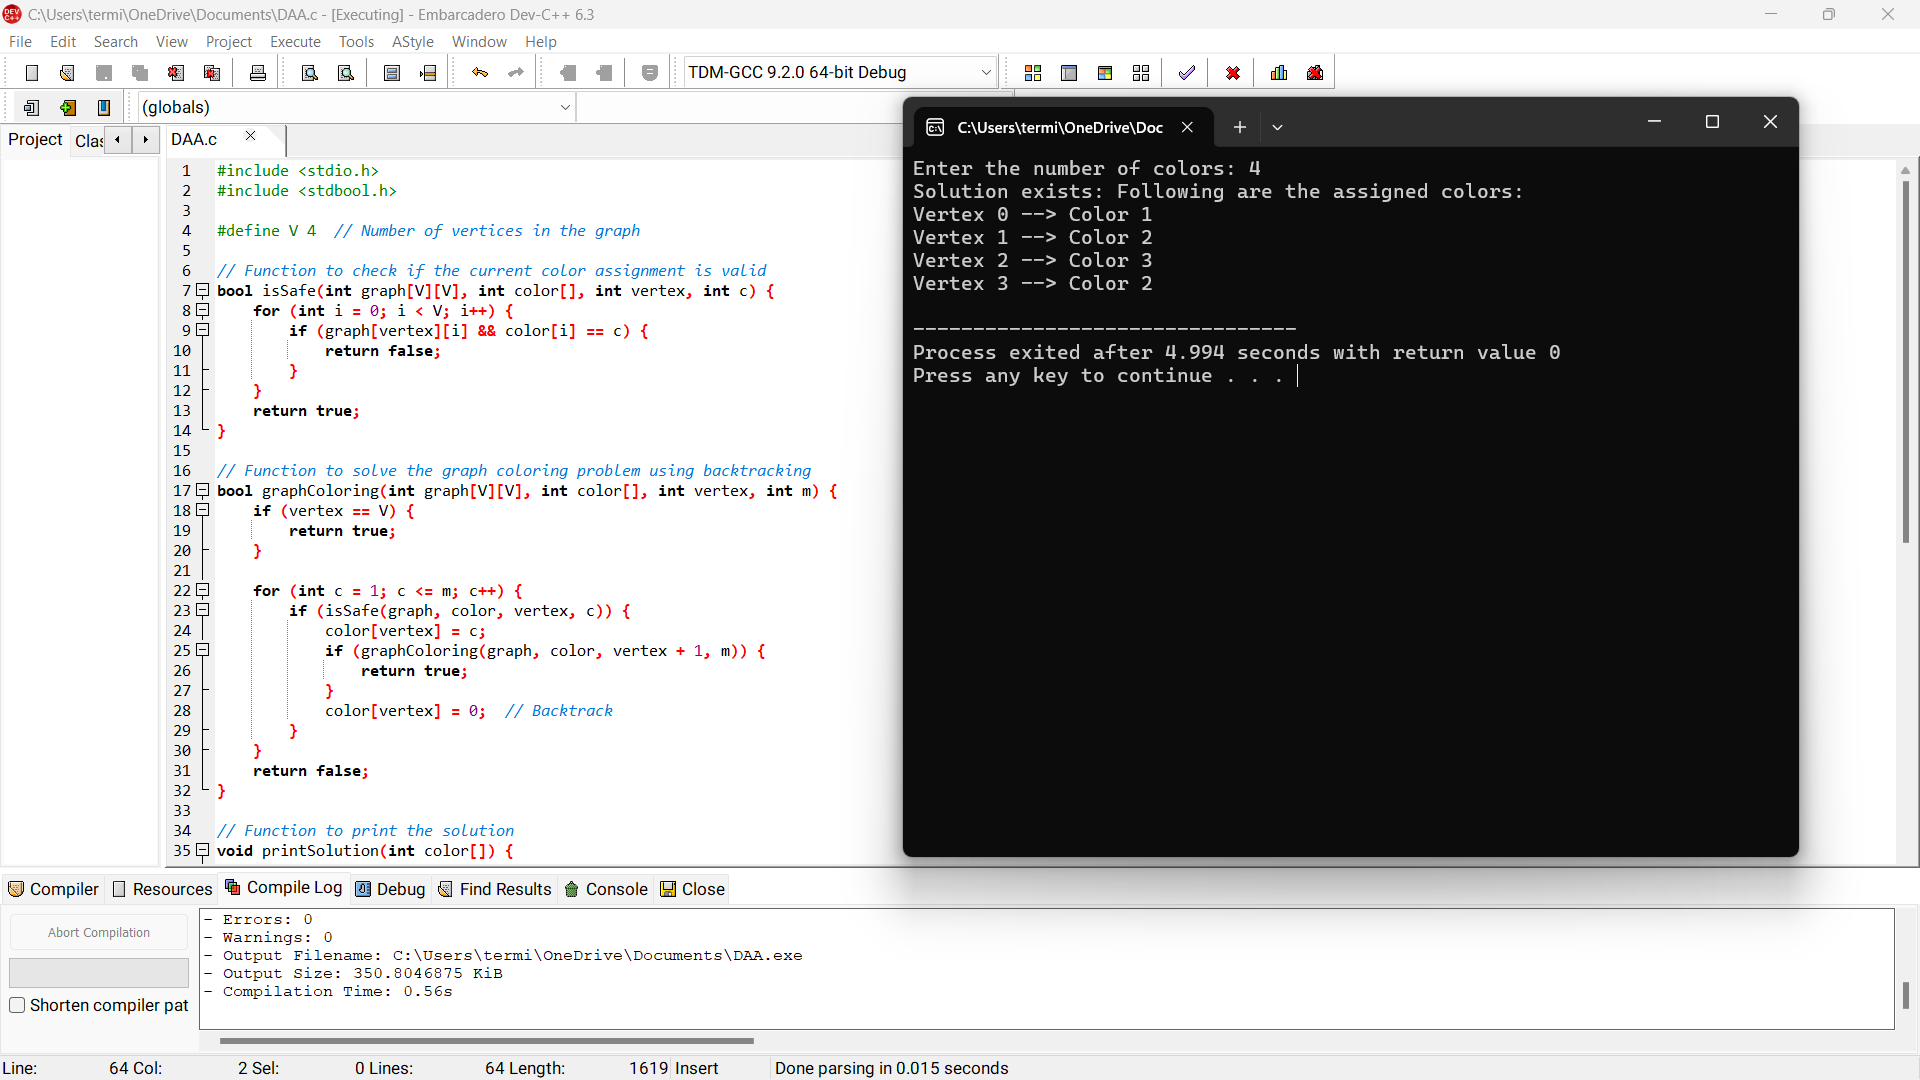 C:\Users\termi\OneDrive\Documents\DAA.c - [Executing] - Embarcadero Dev-C++ 6.3
File Edit Search View Project Execute Tools AStyle Window Help
TDM-GCC 9.2.0 64-bit Debug
(globals)
Project Clas DAA.c
1 #include <stdio.h>
2 #include <stdbool.h>
3
4 #define V 4 // Number of vertices in the graph
5
6 // Function to check if the current color assignment is valid
7 bool isSafe(int graph[V][V], int color[], int vertex, int c) {
8 for (int i = 0; i < V; i++) {
9 if (graph[vertex][i] && color[i] == c) {
10 return false;
11 }
12 }
13 return true;
14 }
15
16 // Function to solve the graph coloring problem using backtracking
17 bool graphColoring(int graph[V][V], int color[], int vertex, int m) {
18 if (vertex == V) {
19 return true;
20 }
21
22 for (int c = 1; c <= m; c++) {
23 if (isSafe(graph, color, vertex, c)) {
24 color[vertex] = c;
25 if (graphColoring(graph, color, vertex + 1, m)) {
26 return true;
27 }
28 color[vertex] = 0; // Backtrack
29 }
30 }
31 return false;
32 }
33
34 // Function to print the solution
35 void printSolution(int color[]) {
C:\Users\termi\OneDrive\Doc
Enter the number of colors: 4
Solution exists: Following are the assigned colors:
Vertex 0 --> Color 1
Vertex 1 --> Color 2
Vertex 2 --> Color 3
Vertex 3 --> Color 2
--------------------------------
Process exited after 4.994 seconds with return value 0
Press any key to continue . . .
Compiler Resources Compile Log Debug Find Results Console Close
Abort Compilation
Shorten compiler pat
- Errors: 0
- Warnings: 0
- Output Filename: C:\Users\termi\OneDrive\Documents\DAA.exe
- Output Size: 350.8046875 KiB
- Compilation Time: 0.56s
Line: 64 Col: 2 Sel: 0 Lines: 64 Length: 1619 Insert Done parsing in 0.015 seconds